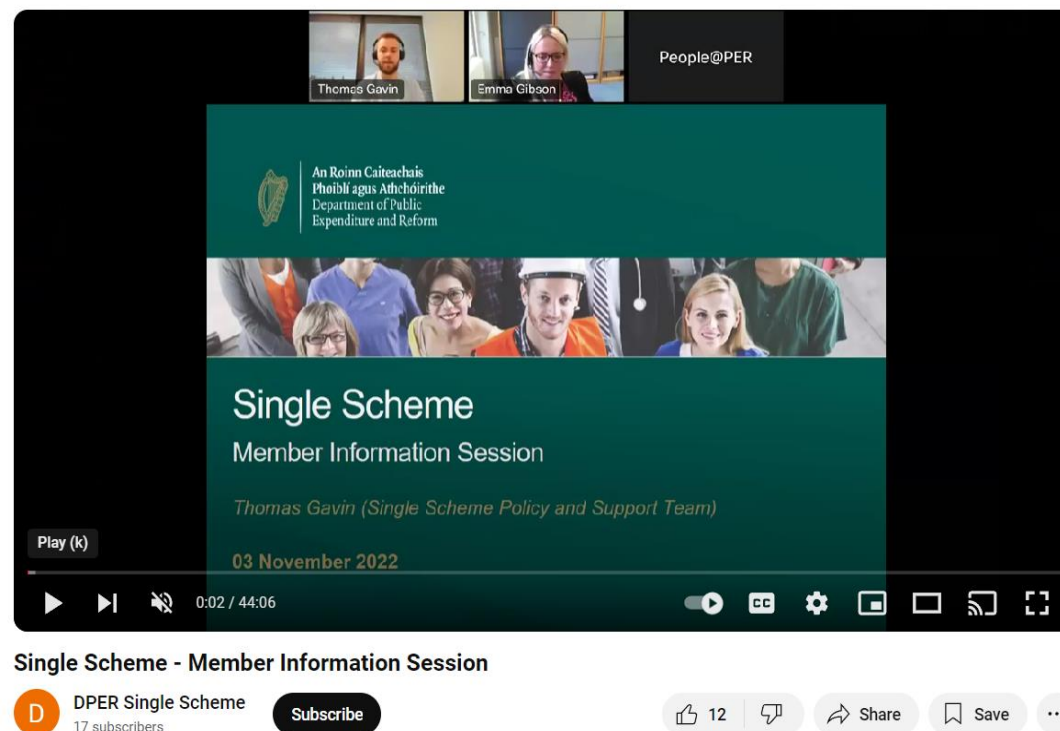 Thomas Gavin
Emma Gibson
People@PER
An Roinn Caiteachais
Phoiblí agus Athchóirithe
Department of Public
Expenditure and Reform
Single Scheme
Member Information Session
Thomas Gavin (Single Scheme Policy and Support Team)
03 November 2022
Play (k)
0:02 / 44:06
CC
Single Scheme - Member Information Session
D
DPER Single Scheme
17 subscribers
Subscribe
12
Share
Save